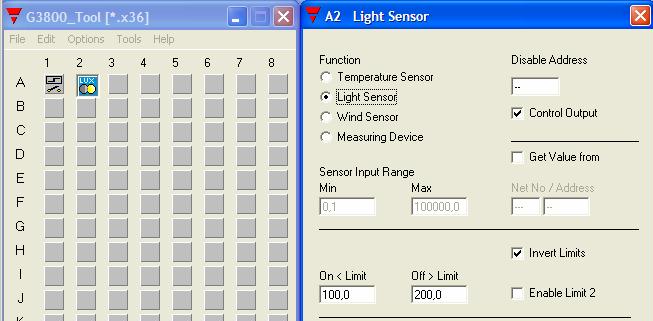 G3800_Tool [*.x36]
File Edit Options Tools Help
1 2 3 4 5 6 7 8
A
LUX
B
C
D
E
F
G
H
I
J
K
A2 Light Sensor
Function
Disable Address
Temperature Sensor
--
Light Sensor
Control Output
Wind Sensor
Measuring Device
Get Value from
Sensor Input Range
Min Max
Net No / Address
0,1 100000,0
--- --
Invert Limits
On < Limit Off > Limit
100,0 200,0
Enable Limit 2